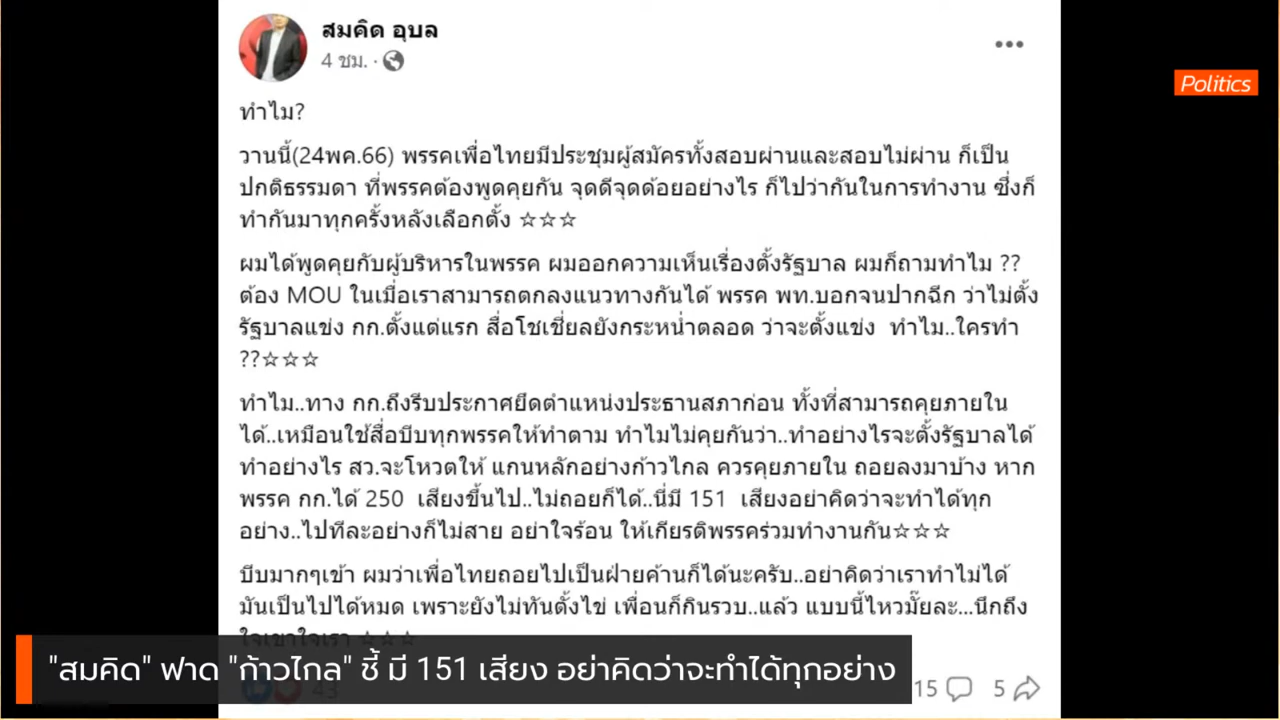 สมคิด อุบล
4 ชม. ·
Politics
ทำไม?
วานนี้(24พค.66) พรรคเพื่อไทยมีประชุมผู้สมัครทั้งสอบผ่านและสอบไม่ผ่าน ก็เป็น
ปกติธรรมดา ที่พรรคต้องพูดคุยกัน จุดดีจุดด้อยอย่างไร ก็ไปว่ากันในการทำงาน ซึ่งก็
ทำกันมาทุกครั้งหลังเลือกตั้ง ☆☆☆
ผมได้พูดคุยกับผู้บริหารในพรรค ผมออกความเห็นเรื่องตั้งรัฐบาล ผมก็ถามทำไม ??
ต้อง MOU ในเมื่อเราสามารถตกลงแนวทางกันได้ พรรค พท.บอกจนปากฉีก ว่าไม่ตั้ง
รัฐบาลแข่ง กก.ตั้งแต่แรก สื่อโชเชี่ยลยังกระหน่ำตลอด ว่าจะตั้งแข่ง ทำไม..ใครทำ
??☆☆☆
ทำไม..ทาง กก.ถึงรีบประกาศยึดตำแหน่งประธานสภาก่อน ทั้งที่สามารถคุยภายใน
ได้..เหมือนใช้สื่อบีบทุกพรรคให้ทำตาม ทำไมไม่คุยกันว่า..ทำอย่างไรจะตั้งรัฐบาลได้
ทำอย่างไร สว.จะโหวตให้ แกนหลักอย่างก้าวไกล ควรคุยภายใน ถอยลงมาบ้าง หาก
พรรค กก.ได้ 250 เสียงขึ้นไป..ไม่ถอยก็ได้..นี่มี 151 เสียงอย่าคิดว่าจะทำได้ทุก
อย่าง..ไปทีละอย่างก็ไม่สาย อย่าใจร้อน ให้เกียรติพรรคร่วมทำงานกัน☆☆☆
บีบมากๆเข้า ผมว่าเพื่อไทยถอยไปเป็นฝ่ายค้านก็ได้นะครับ..อย่าคิดว่าเราทำไม่ได้
มันเป็นไปได้หมด เพราะยังไม่ทันตั้งไข่ เพื่อนก็กินรวบ..แล้ว แบบนี้ไหวมั๊ยละ...นึกถึง
ใจเขาใจเรา ☆☆☆
"สมคิด" ฟาด "ก้าวไกล" ชี้ มี 151 เสียง อย่าคิดว่าจะทำได้ทุกอย่าง
43
15
5